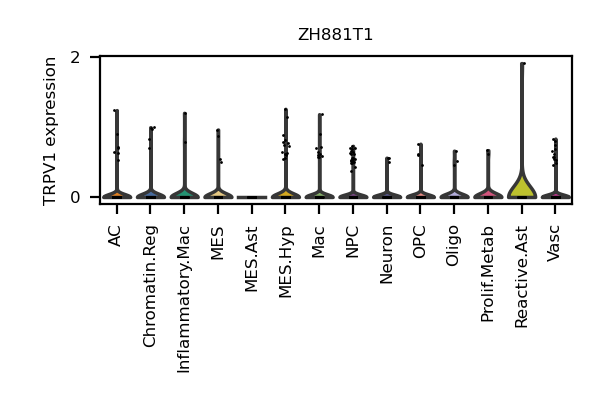 ZH881T1
TRPV1 expression
2
0
AC
Chromatin.Reg
Inflammatory.Mac
MES
MES.Ast
MES.Hyp
Mac
NPC
Neuron
OPC
Oligo
Prolif.Metab
Reactive.Ast
Vasc